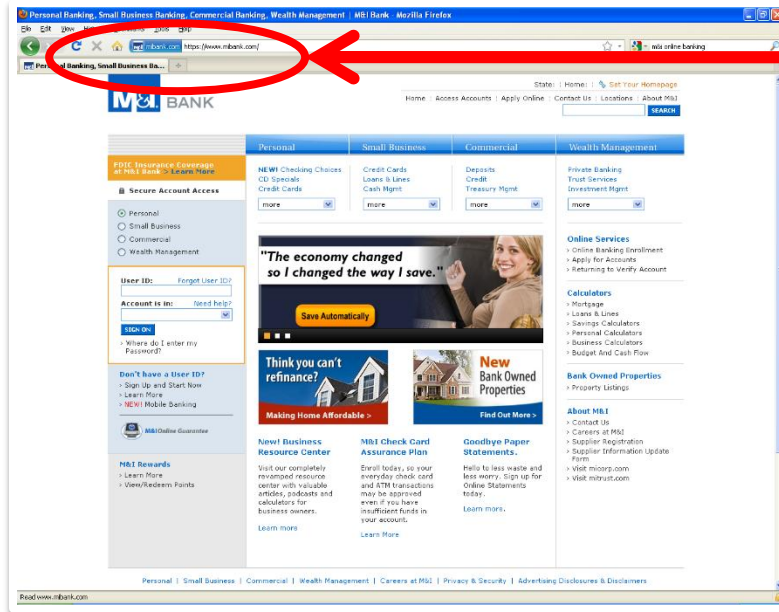 Personal Banking, Small Business Banking, Commercial Banking, Wealth Management | M&I Bank - Mozilla Firefox
File Edit View Help
mibank.com https://www.mibank.com/
m&i online banking
Personal Banking, Small Business Ba...
M&I. BANK
State: | Home: | Set Your Homepage
Home | Access Accounts | Apply Online | Contact Us | Locations | About M&I
SEARCH
Personal Small Business Commercial Wealth Management
FDIC Insurance Coverage
at M&I Bank > Learn More
Secure Account Access
Personal
Small Business
Commercial
Wealth Management
User ID: Forgot User ID?
Account is in: Need help?
SIGN ON
› Where do I enter my
Password?
Don't have a User ID?
› Sign Up and Start Now
› Learn More
› NEW! Mobile Banking
M&I Online Guarantee
M&I Rewards
› Learn More
› View/Redeem Points
NEW! Checking Choices
CD Specials
Credit Cards
more
Credit Cards
Loans & Lines
Cash Mgmt
more
Deposits
Credit
Treasury Mgmt
more
Private Banking
Trust Services
Investment Mgmt
more
"The economy changed
so I changed the way I save."
Save Automatically
Think you can't
refinance?
Making Home Affordable >
New
Bank Owned
Properties
Find Out More >
New! Business
Resource Center
Visit our completely
revamped resource
center with valuable
articles, podcasts and
calculators for
business owners.
Learn more
M&I Check Card
Assurance Plan
Enroll today, so your
everyday check card
and ATM transactions
may be approved
even if you have
insufficient funds in
your account.
Learn More
Goodbye Paper
Statements.
Hello to less waste and
less worry. Sign up for
Online Statements
today.
Learn more.
Online Services
› Online Banking Enrollment
› Apply for Accounts
› Returning to Verify Account
Calculators
› Mortgage
› Loans & Lines
› Savings Calculators
› Personal Calculators
› Business Calculators
› Budget And Cash Flow
Bank Owned Properties
› Property Listings
About M&I
› Contact Us
› Careers at M&I
› Supplier Registration
› Supplier Information Update
Form
› Visit micorp.com
› Visit mitrust.com
Personal | Small Business | Commercial | Wealth Management | Careers at M&I | Privacy & Security | Advertising Disclosures & Disclaimers
Read www.mibank.com